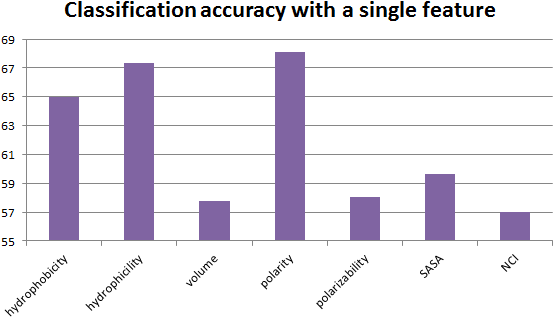 Classification accuracy with a single feature
69
67
65
63
61
59
57
55
hydrophobicity
hydrophicility
volume
polarity
polarizability
SASA
NCI